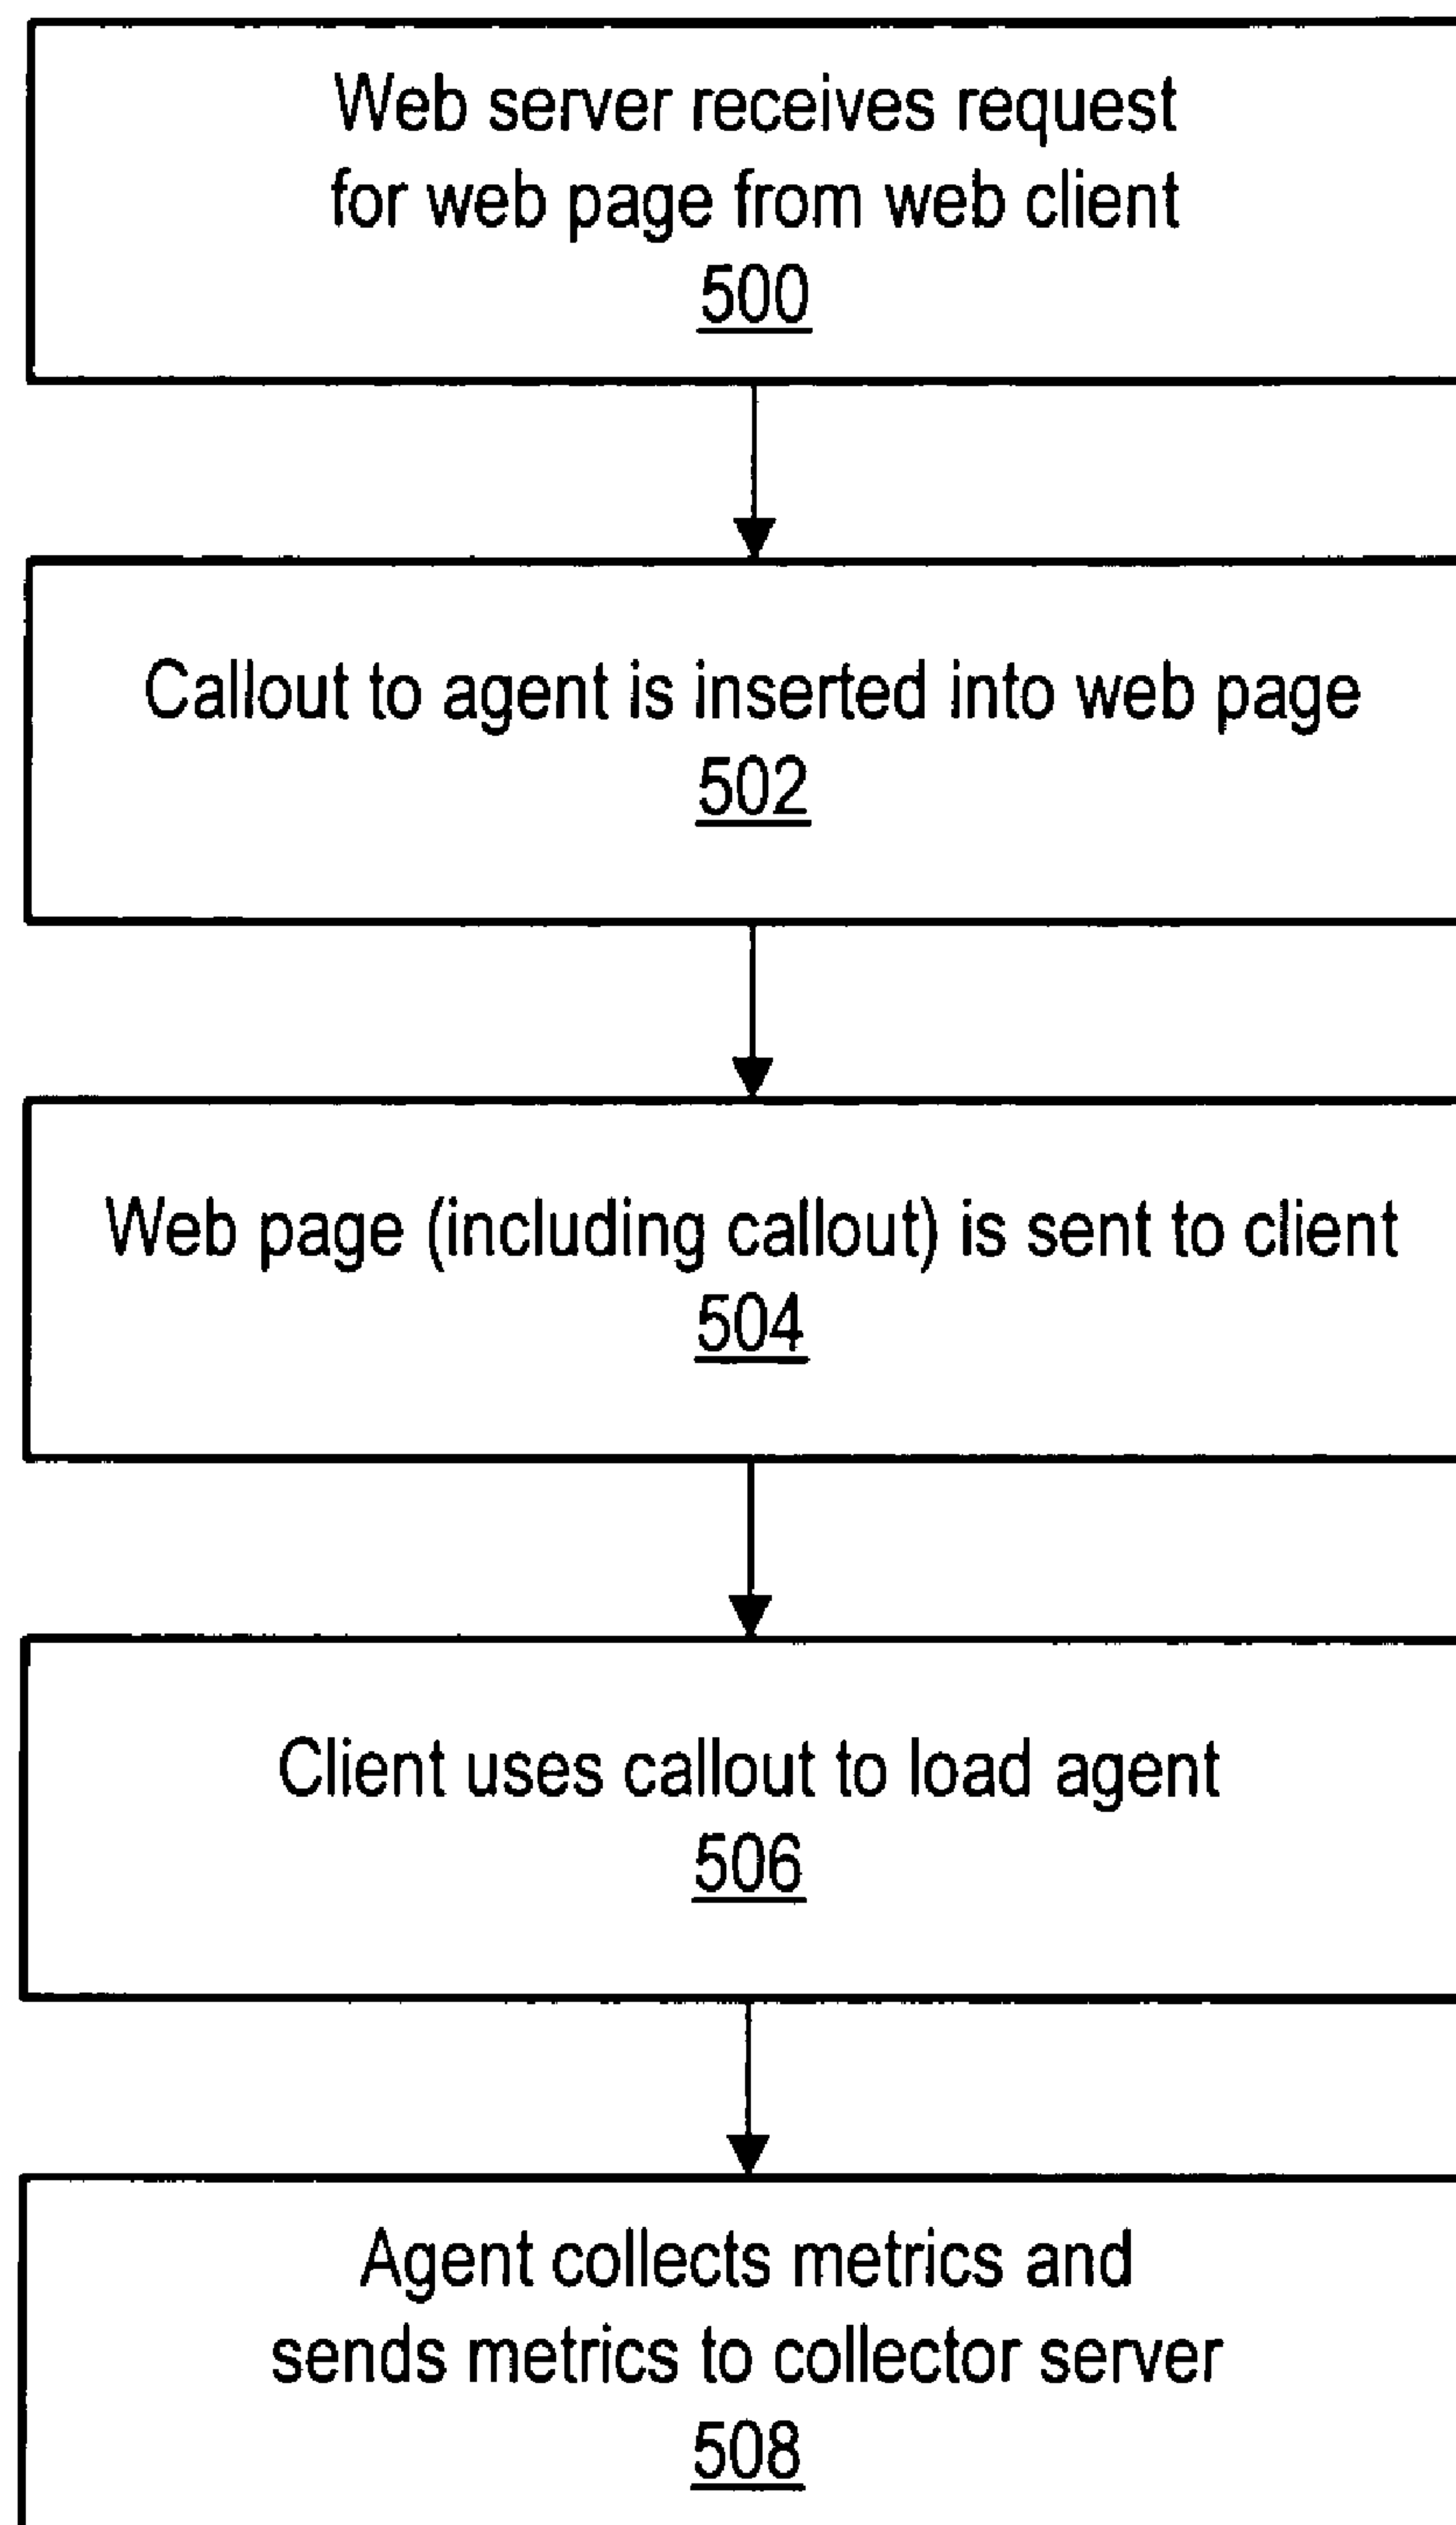 Web server receives request
for web page from web client
500
Callout to agent is inserted into web page
502
Web page (including callout) is sent to client
504
Client uses callout to load agent
506
Agent collects metrics and
sends metrics to collector server
508